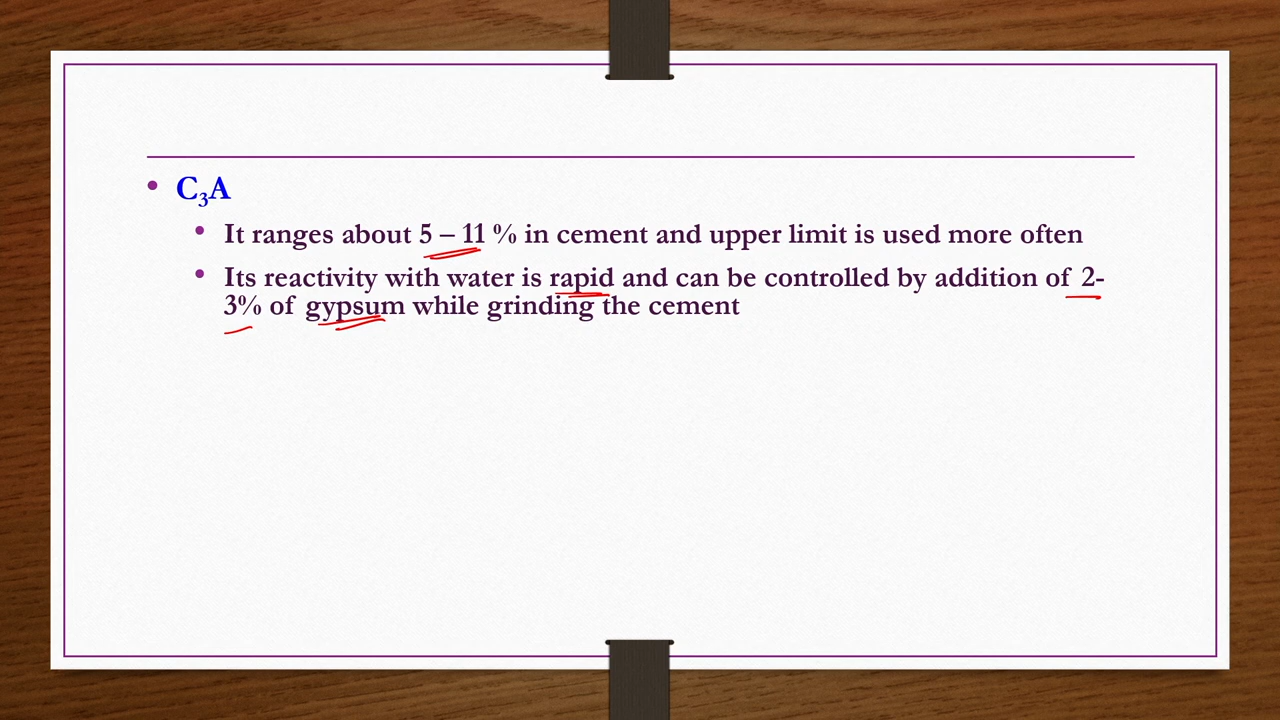 • C₃A
• It ranges about 5 – 11 % in cement and upper limit is used more often
• Its reactivity with water is rapid and can be controlled by addition of 2-
3% of gypsum while grinding the cement